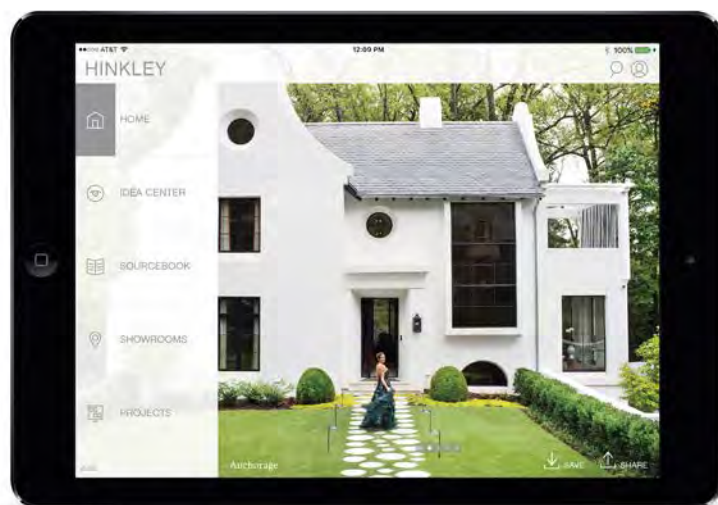 AT&T
12:09 PM
100%
HINKLEY
HOME
IDEA CENTER
SOURCEBOOK
SHOWROOMS
PROJECTS
Anchorage
SAVE
SHARE